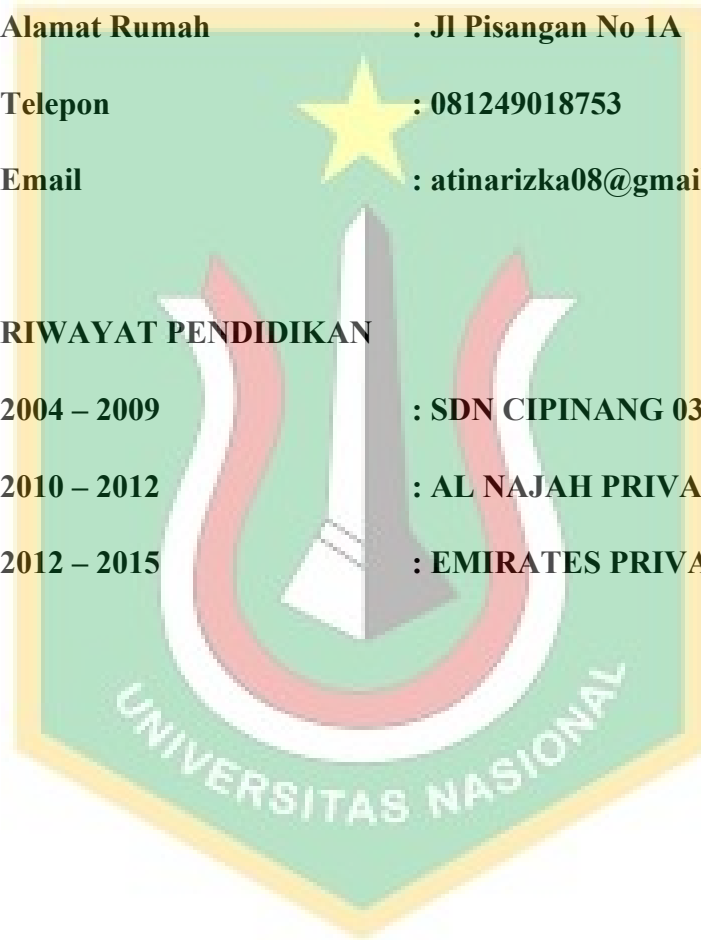 Alamat Rumah : Jl Pisangan No 1A
Telepon : 081249018753
Email : atinarizka08@gmai
RIWAYAT PENDIDIKAN
2004 – 2009 : SDN CIPINANG 03
2010 – 2012 : AL NAJAH PRIVA
2012 – 2015 : EMIRATES PRIVA
UNIVERSITAS NASIONAL